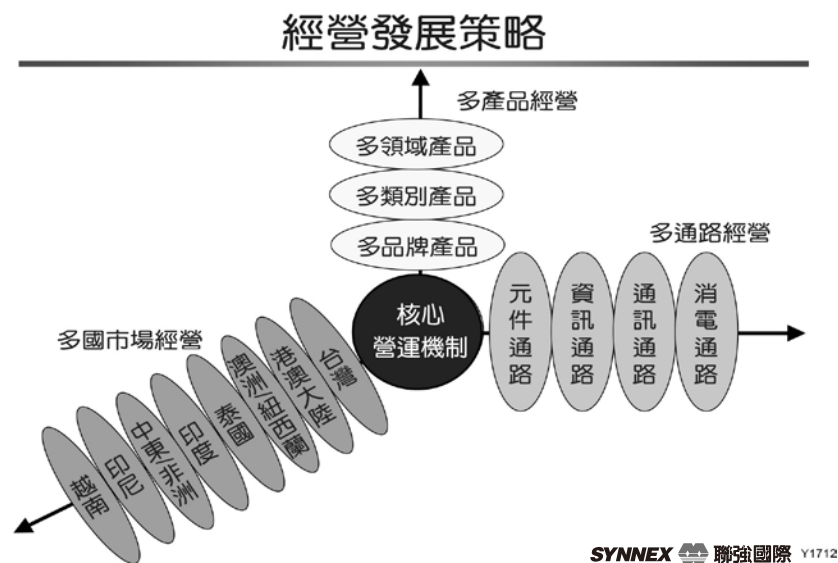 經營發展策略
多產品經營
多領域產品
多類別產品
多品牌產品
多通路經營
元件通路
資訊通路
通訊通路
消電通路
核心
營運機制
多國市場經營
台灣
港澳大陸
澳洲/紐西蘭
泰國
印度
中東/非洲
印尼
越南
SYNNEX 聯強國際 Y1712